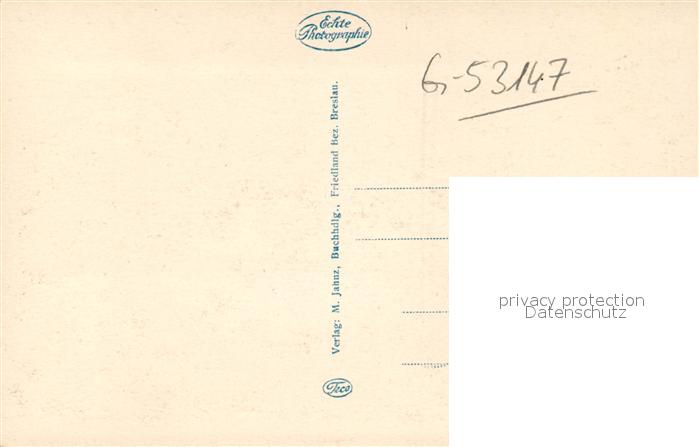 Echte
Photographie
G-53147
Verlag: M. Jahnz, Buchhdlg., Friedland Bez. Breslau.
Teco
privacy protection
Datenschutz